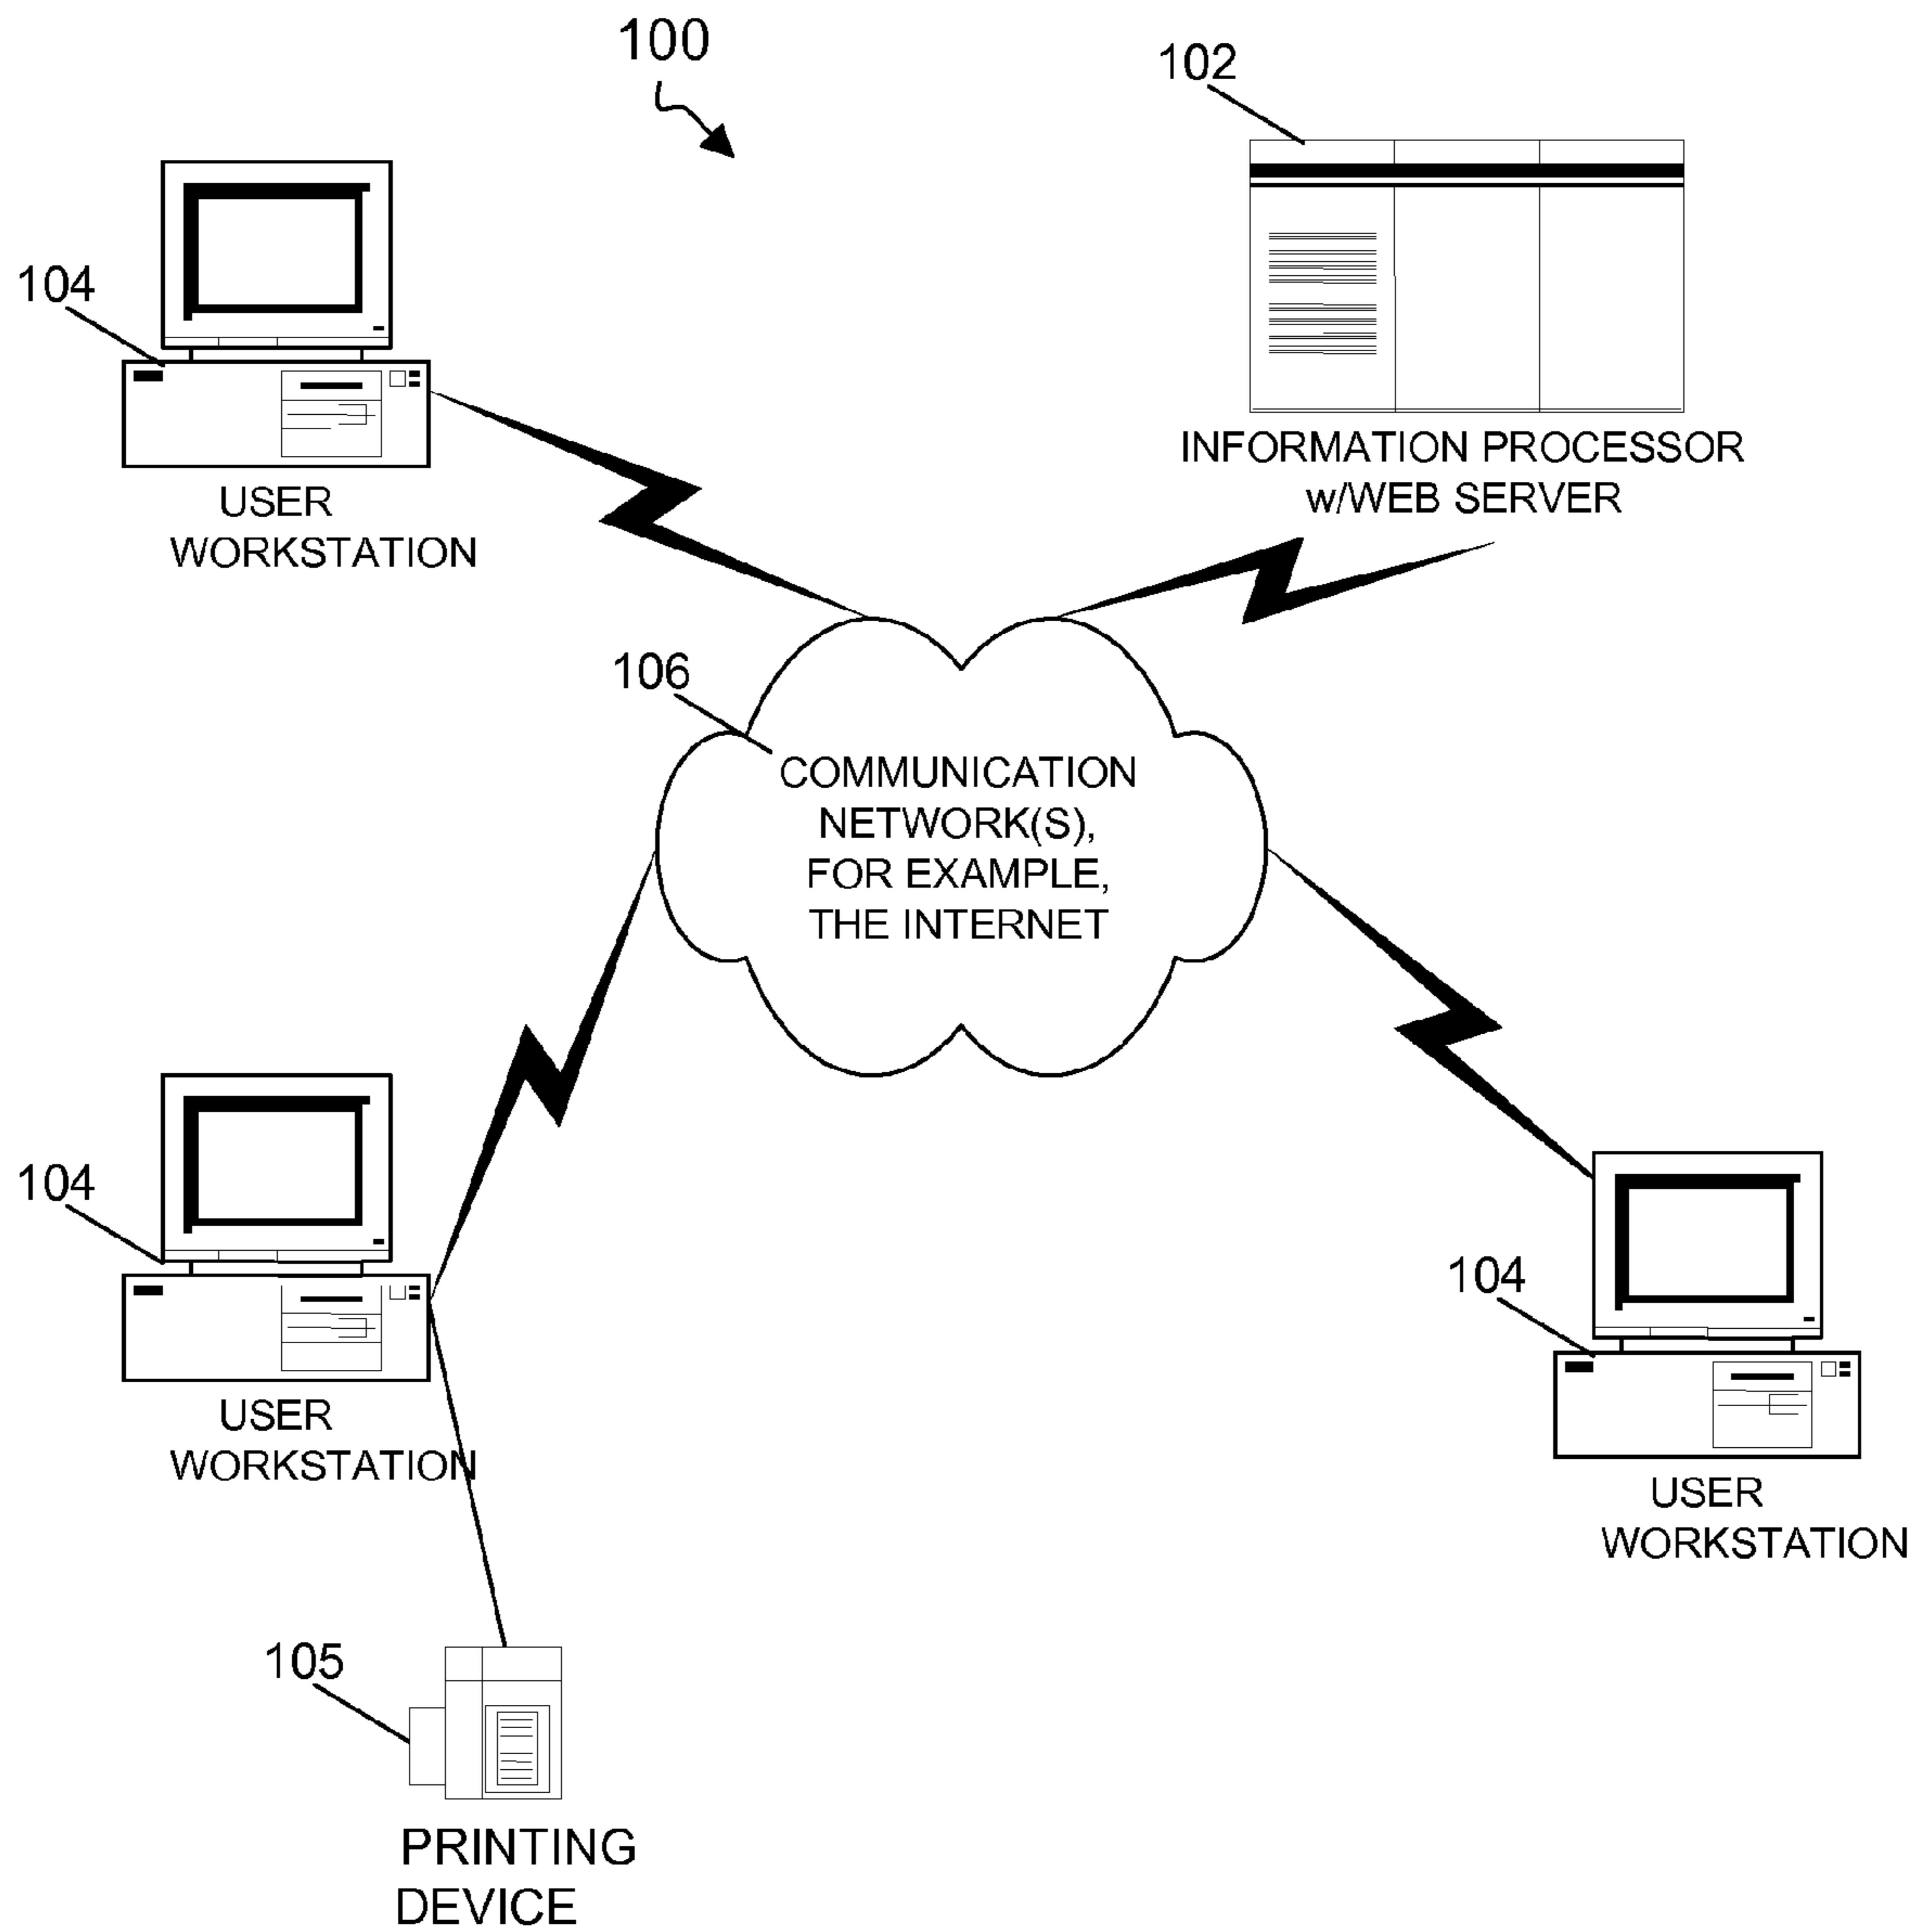 100
102
104
USER
WORKSTATION
INFORMATION PROCESSOR
w/WEB SERVER
106
COMMUNICATION
NETWORK(S),
FOR EXAMPLE,
THE INTERNET
104
USER
WORKSTATION
104
USER
WORKSTATION
105
PRINTING
DEVICE